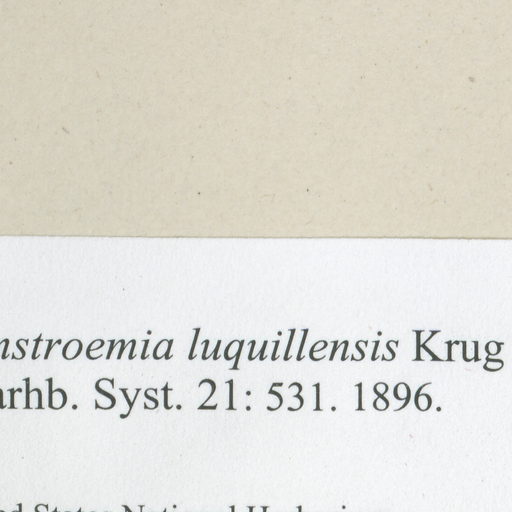 nstroemia luquillensis Krug
arhb. Syst. 21: 531. 1896.